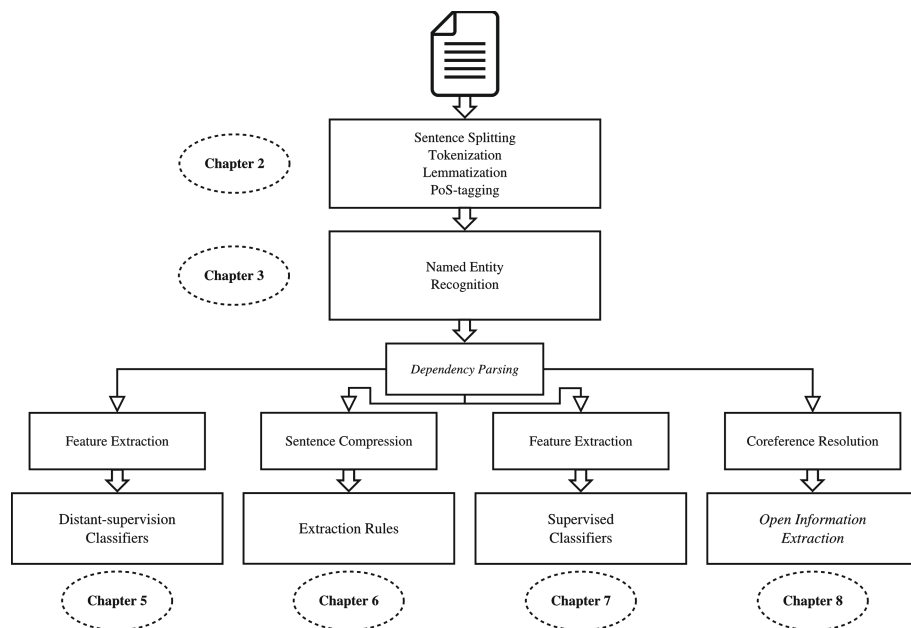 Chapter 2
Sentence Splitting
Tokenization
Lemmatization
PoS-tagging
Chapter 3
Named Entity
Recognition
Dependency Parsing
Feature Extraction
Sentence Compression
Feature Extraction
Coreference Resolution
Distant-supervision
Classifiers
Extraction Rules
Supervised
Classifiers
Open Information
Extraction
Chapter 5
Chapter 6
Chapter 7
Chapter 8